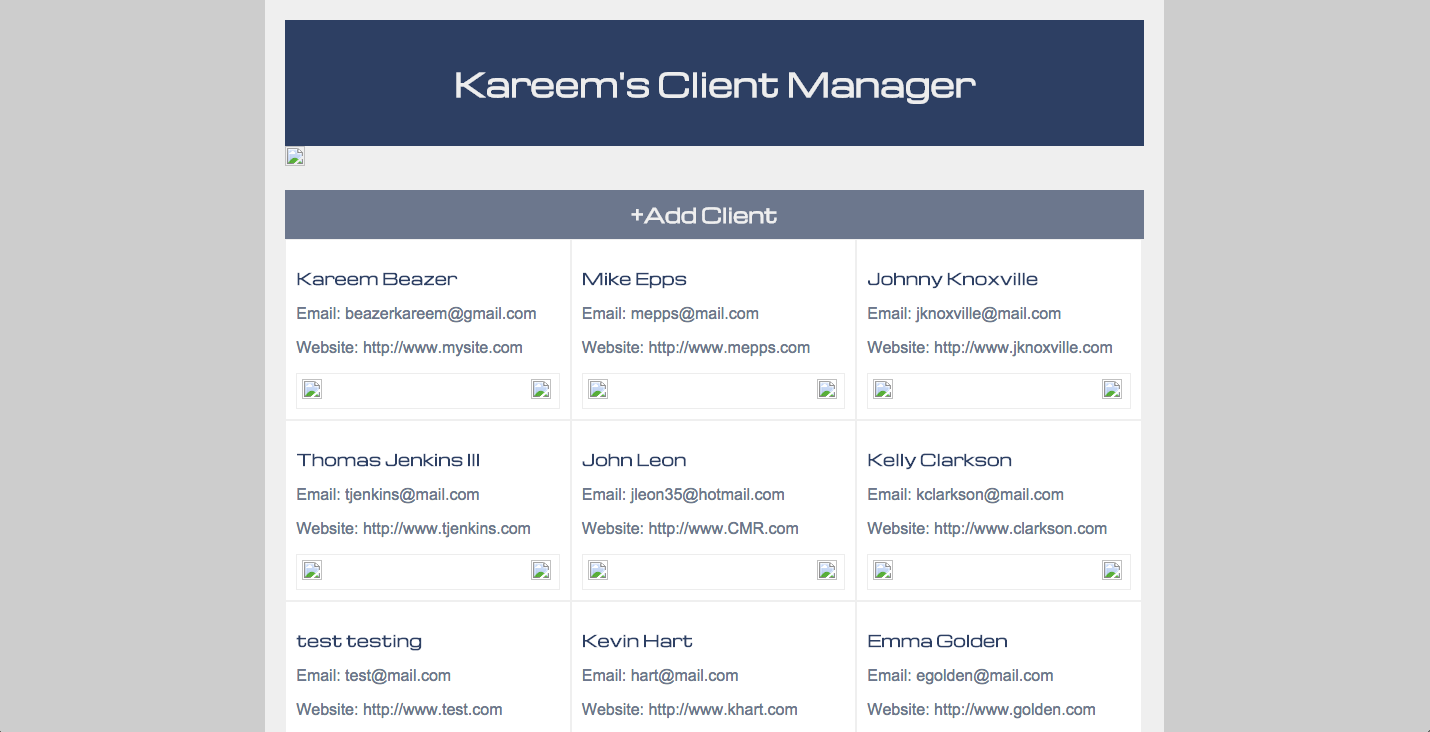 Kareem's Client Manager
+Add Client
Kareem Beazer
Email: beazerkareem@gmail.com
Website: http://www.mysite.com
Mike Epps
Email: mepps@mail.com
Website: http://www.mepps.com
Johnny Knoxville
Email: jknoxville@mail.com
Website: http://www.jknoxville.com
Thomas Jenkins III
Email: tjenkins@mail.com
Website: http://www.tjenkins.com
John Leon
Email: jleon35@hotmail.com
Website: http://www.CMR.com
Kelly Clarkson
Email: kclarkson@mail.com
Website: http://www.clarkson.com
test testing
Email: test@mail.com
Website: http://www.test.com
Kevin Hart
Email: hart@mail.com
Website: http://www.khart.com
Emma Golden
Email: egolden@mail.com
Website: http://www.golden.com